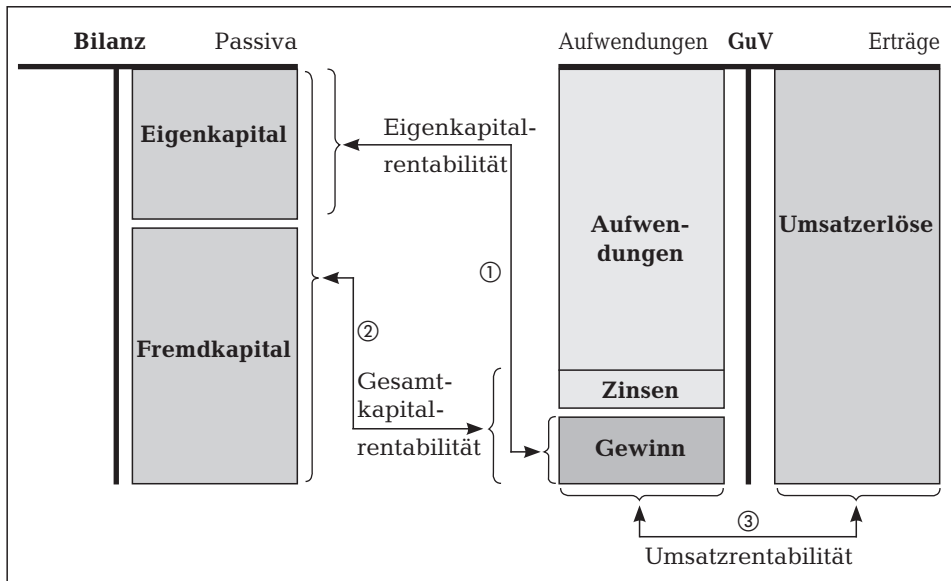 Bilanz Passiva
Aufwendungen GuV Erträge
Eigenkapital
Eigenkapital-
rentabilität
Aufwen-
dungen
Umsatzerlöse
①
②
Fremdkapital
Gesamt-
kapital-
rentabilität
Zinsen
Gewinn
③
Umsatzrentabilität